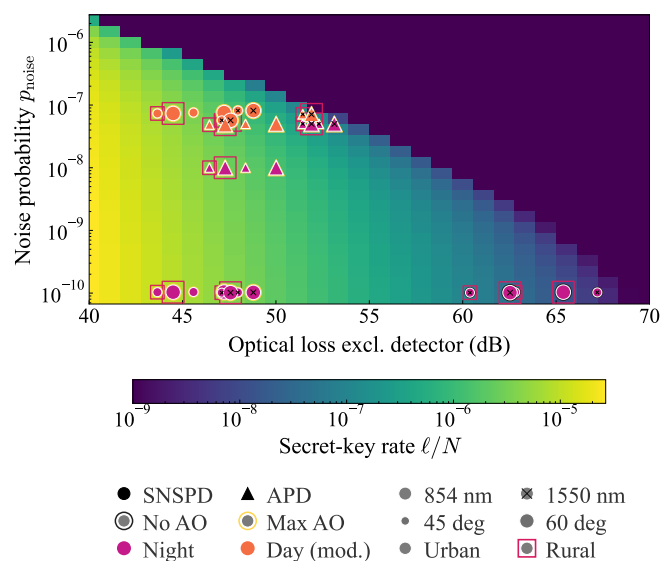 10⁻⁶
10⁻⁷
10⁻⁸
10⁻⁹
10⁻¹⁰
Noise probability p_noise
40 45 50 55 60 65 70
Optical loss excl. detector (dB)
10⁻⁹ 10⁻⁸ 10⁻⁷ 10⁻⁶ 10⁻⁵
Secret-key rate ℓ/N
SNSPD APD 854 nm 1550 nm
No AO Max AO 45 deg 60 deg
Night Day (mod.) Urban Rural